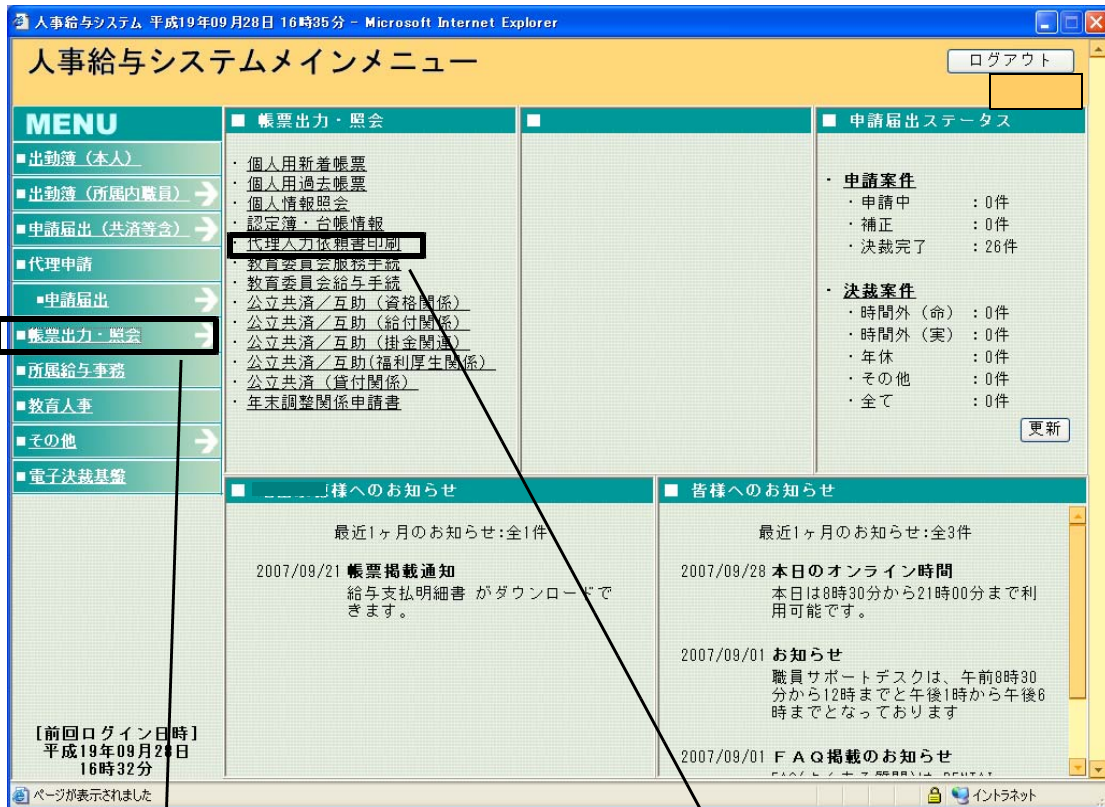 人事給与システム 平成19年09月28日 16時35分 - Microsoft Internet Explorer
人事給与システムメインメニュー
ログアウト
MENU
■出勤簿（本人）
■出勤簿（所属内職員）
■申請届出（共済等含）
■代理申請
■申請届出
■帳票出力・照会
■所属給与事務
■教育人事
■その他
■電子決裁基盤
[前回ログイン日時]
平成19年09月28日
16時32分
■ 帳票出力・照会
・個人用新着帳票
・個人用過去帳票
・個人情報照会
・認定簿・台帳情報
・代理入力依頼書印刷
・教育委員会服務手続
・教育委員会給与手続
・公立共済／互助（資格関係）
・公立共済／互助（給付関係）
・公立共済／互助（掛金関連）
・公立共済／互助(福利厚生関係)
・公立共済（貸付関係）
・年末調整関係申請書
■
■ 申請届出ステータス
・申請案件
・申請中 :0件
・補正 :0件
・決裁完了 :26件
・決裁案件
・時間外（命） :0件
・時間外（実） :0件
・年休 :0件
・その他 :0件
・全て :0件
更新
■ 様へのお知らせ
最近1ヶ月のお知らせ:全1件
2007/09/21 帳票掲載通知
給与支払明細書 がダウンロードで
きます。
■ 皆様へのお知らせ
最近1ヶ月のお知らせ:全3件
2007/09/28 本日のオンライン時間
本日は8時30分から21時00分まで利
用可能です。
2007/09/01 お知らせ
職員サポートデスクは、午前8時30
分から12時までと午後1時から午後6
時までとなっております
2007/09/01 ＦＡＱ掲載のお知らせ
ページが表示されました
イントラネット